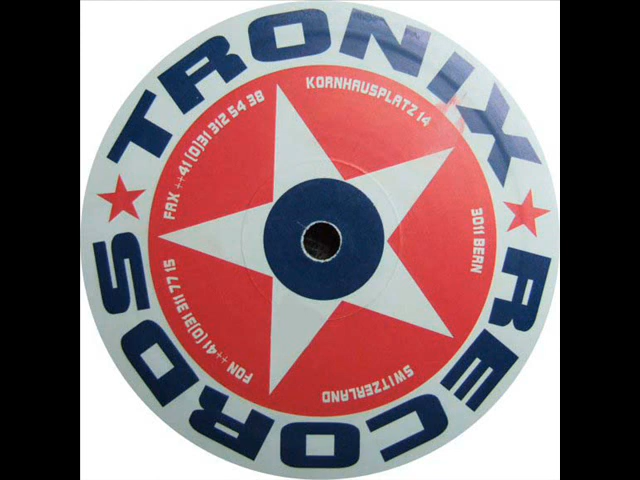 TRONIX
RECORDS
KORNHAUSPLATZ 14
3011 BERN
SWITZERLAND
FON ++41 (0)31 311 77 15
FAX ++41 (0)31 312 54 38